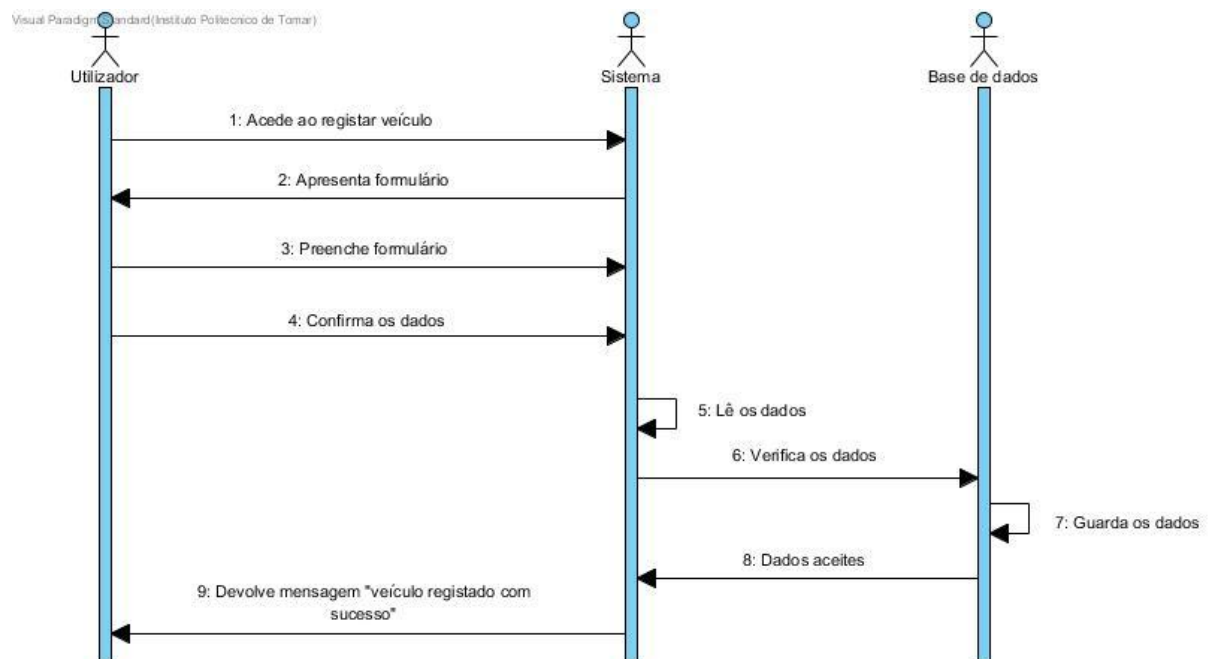 Visual Paradigm Standard(Instituto Politecnico de Tomar)
Utilizador
Sistema
Base de dados
1: Acede ao registar veículo
2: Apresenta formulário
3: Preenche formulário
4: Confirma os dados
5: Lê os dados
6: Verifica os dados
7: Guarda os dados
8: Dados aceites
9: Devolve mensagem "veículo registado com
sucesso"